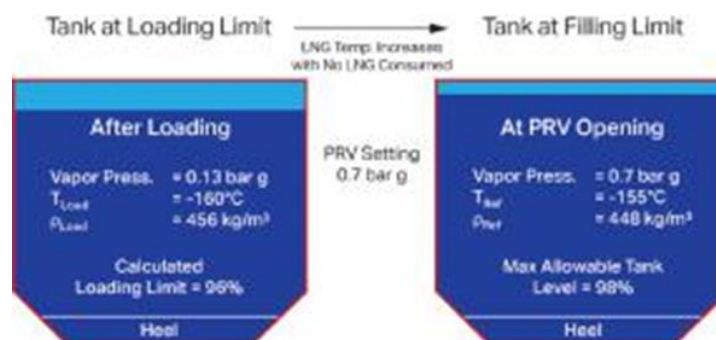 Tank at Loading Limit
LNG Temp. Increases
with No LNG Consumed
Tank at Filling Limit
After Loading
Vapor Press. = 0.13 bar g
TLoad = -160°C
ρLoad = 456 kg/m³
Calculated
Loading Limit = 96%
Heel
PRV Setting
0.7 bar g
At PRV Opening
Vapor Press. = 0.7 bar g
TRef = -155°C
ρRef = 448 kg/m³
Max Allowable Tank
Level = 98%
Heel